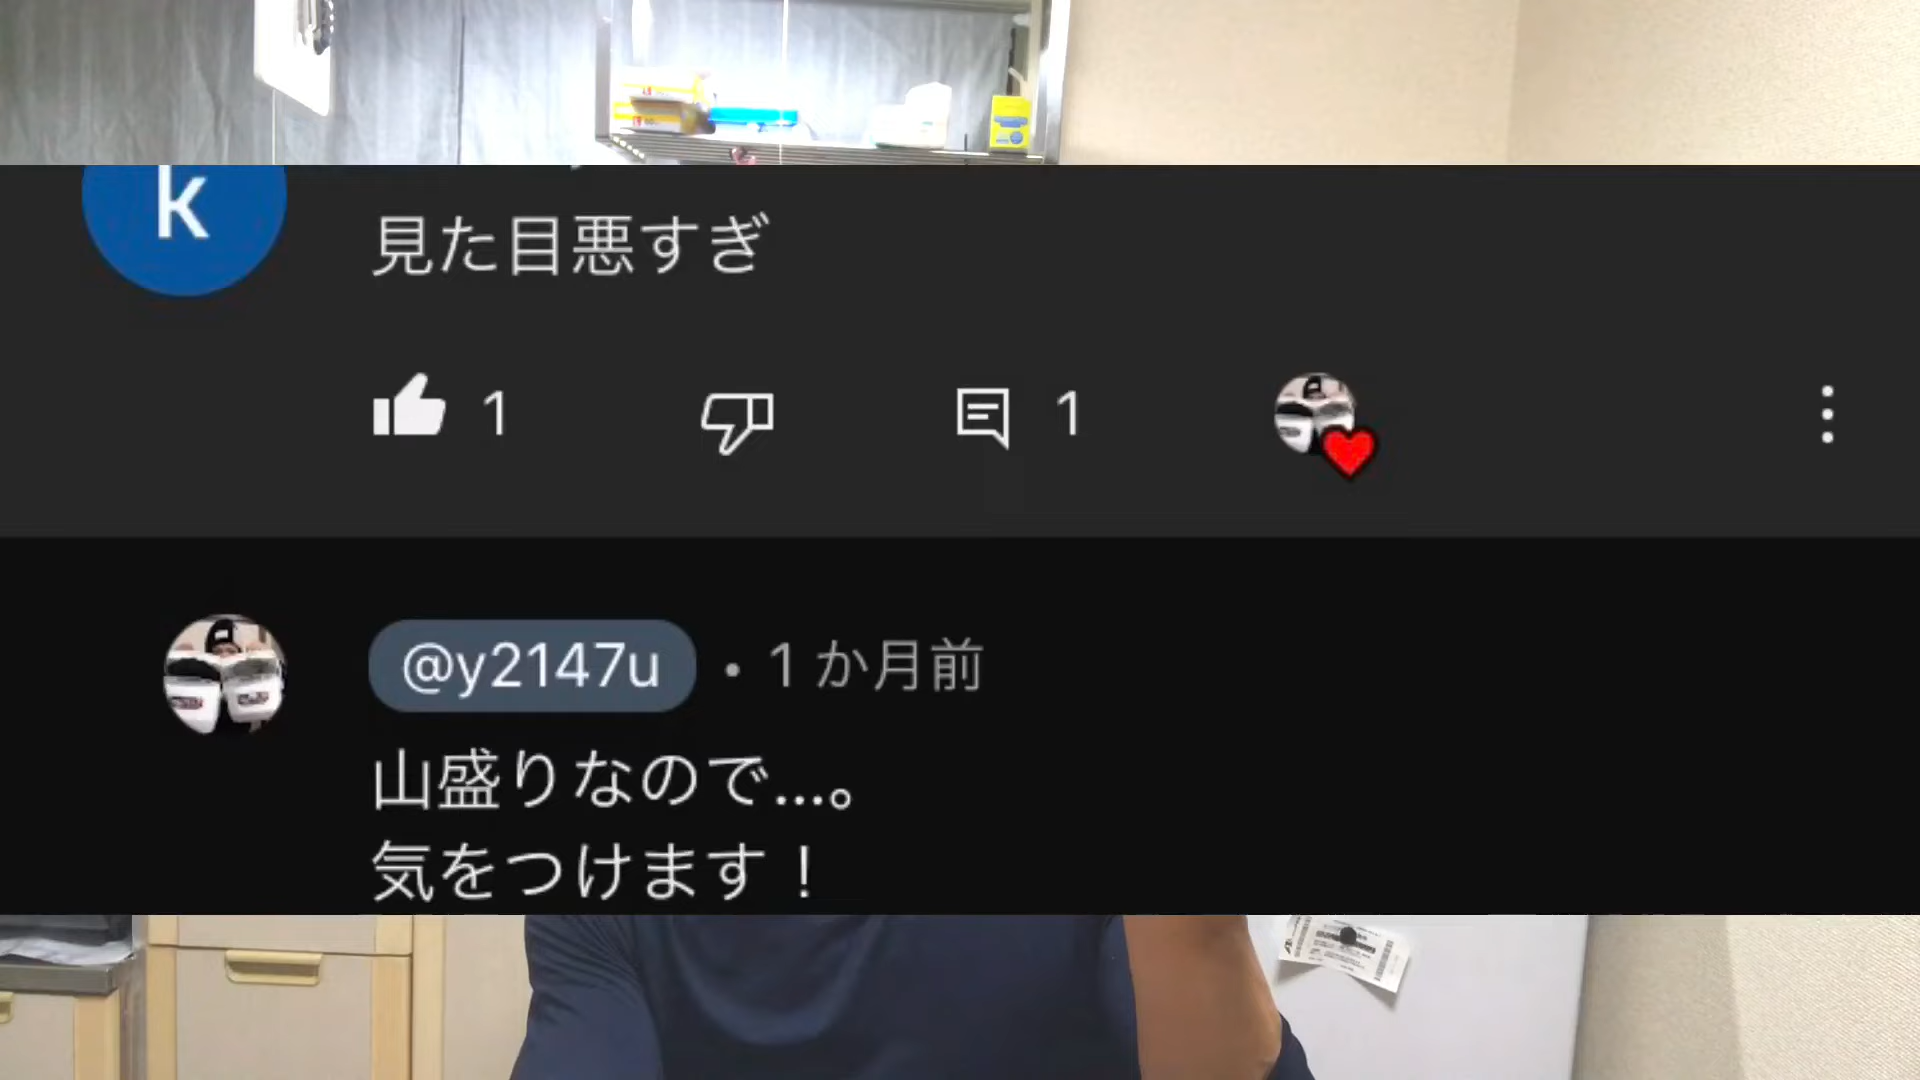 k
見た目悪すぎ
1
1
@y2147u ・1 か月前
山盛りなので...。
気をつけます！